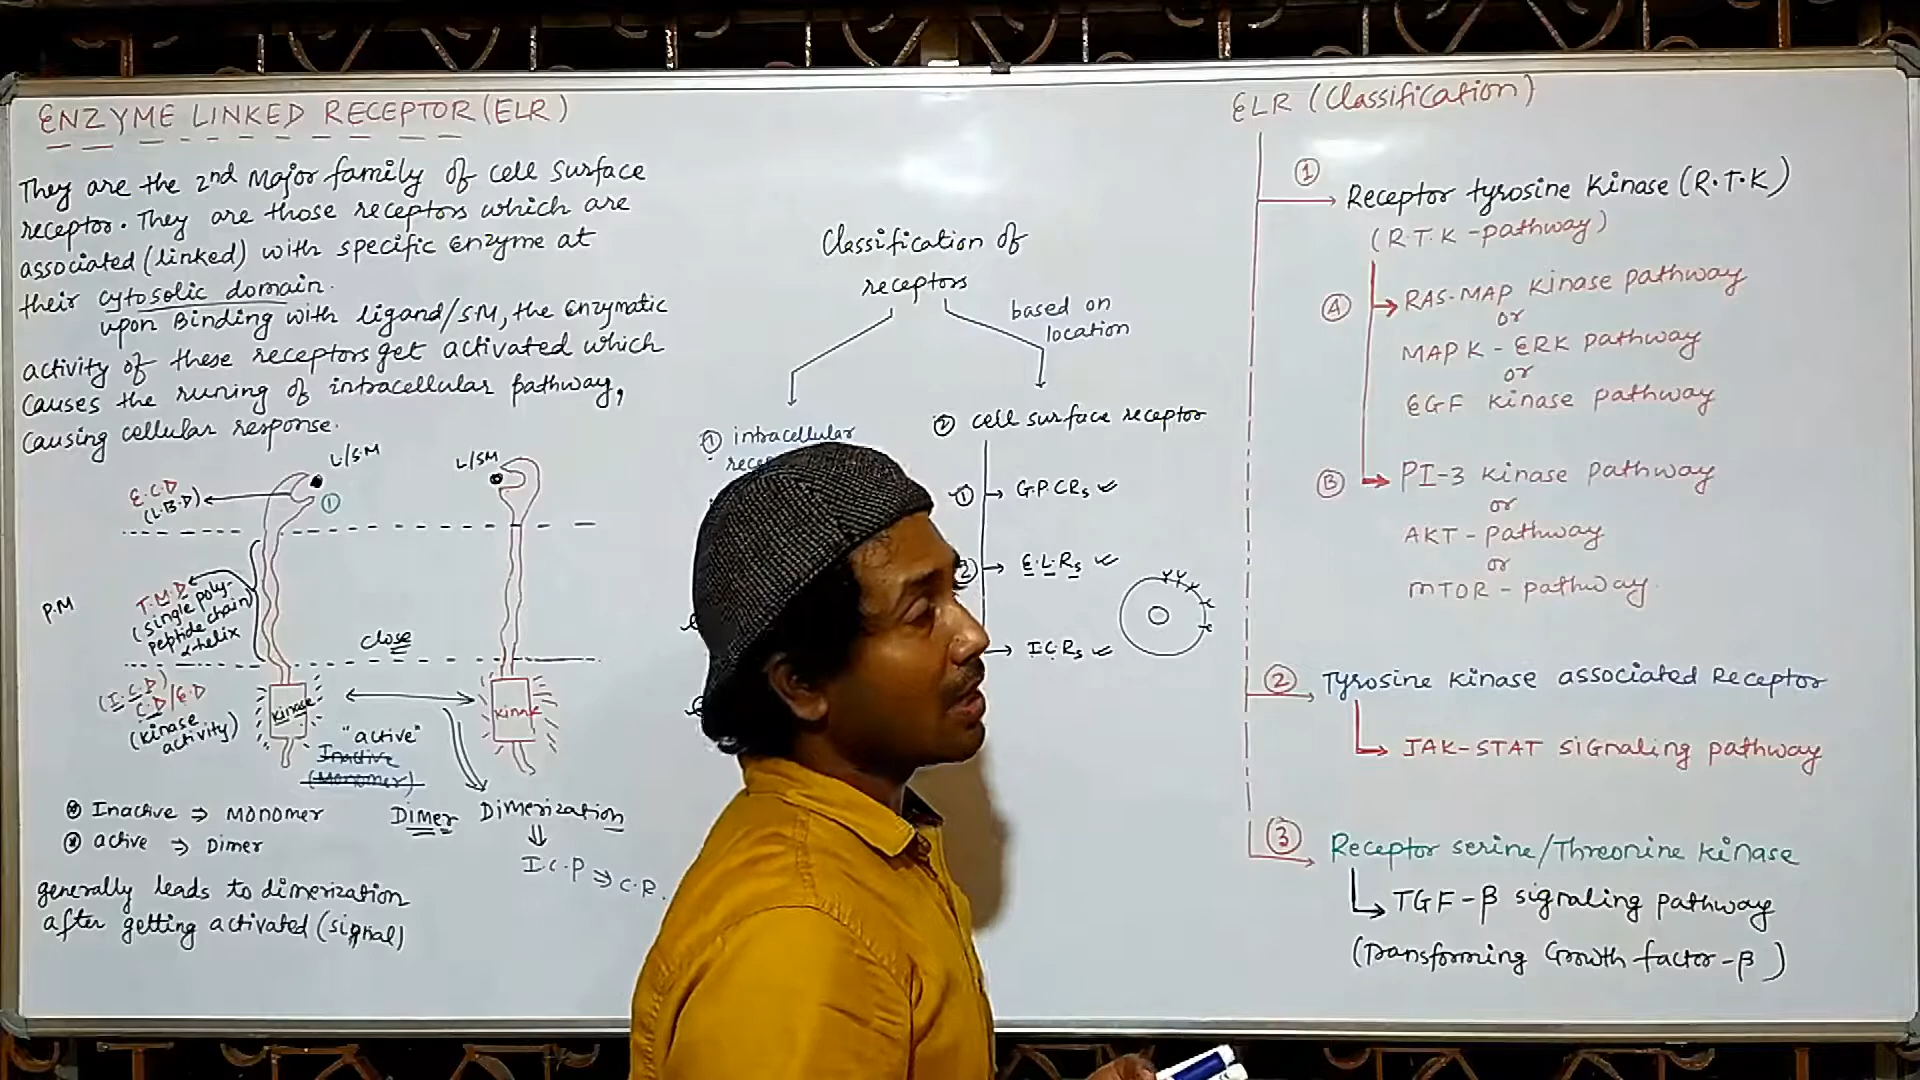 ENZYME LINKED RECEPTOR (ELR)
They are the 2nd Major family of cell surface
receptor. They are those receptors which are
associated (linked) with specific Enzyme at
their cytosolic domain.
upon Binding with ligand/SM, the Enzymatic
activity of these receptors get activated which
causes the runing of intracellular pathway,
causing cellular response.
L/S.M
L/SM
E.C.D
(L.B.D)
①
P.M
T.M.D
(single poly-
peptide chain)
α-helix
close
(I.C.D)
C.D/E.D
(kinase
activity)
Kinase
"active"
Inactive
(Monomer)
Inactive ⇒ Monomer
active ⇒ Dimer
Dimer
Dimerization
I.C.P ⇒ C.R.
generally leads to dimerization
after getting activated (signal)
Classification of
receptors
based on
location
① intracellular
② cell surface receptor
① → G.P.CRs
② → E.L.Rs
→ I.C.Rs
ELR (Classification)
①
Receptor tyrosine Kinase (R.T.K)
(R.T.K - pathway)
Ⓐ RAS-MAP Kinase pathway
or
MAPK - ERK pathway
or
EGF Kinase pathway
Ⓑ PI-3 Kinase pathway
or
AKT - pathway
or
mTOR - pathway.
② Tyrosine Kinase associated Receptor
JAK-STAT signaling pathway
③ Receptor serine/Threonine Kinase
TGF-β signaling pathway
(Transforming Growth factor-β)